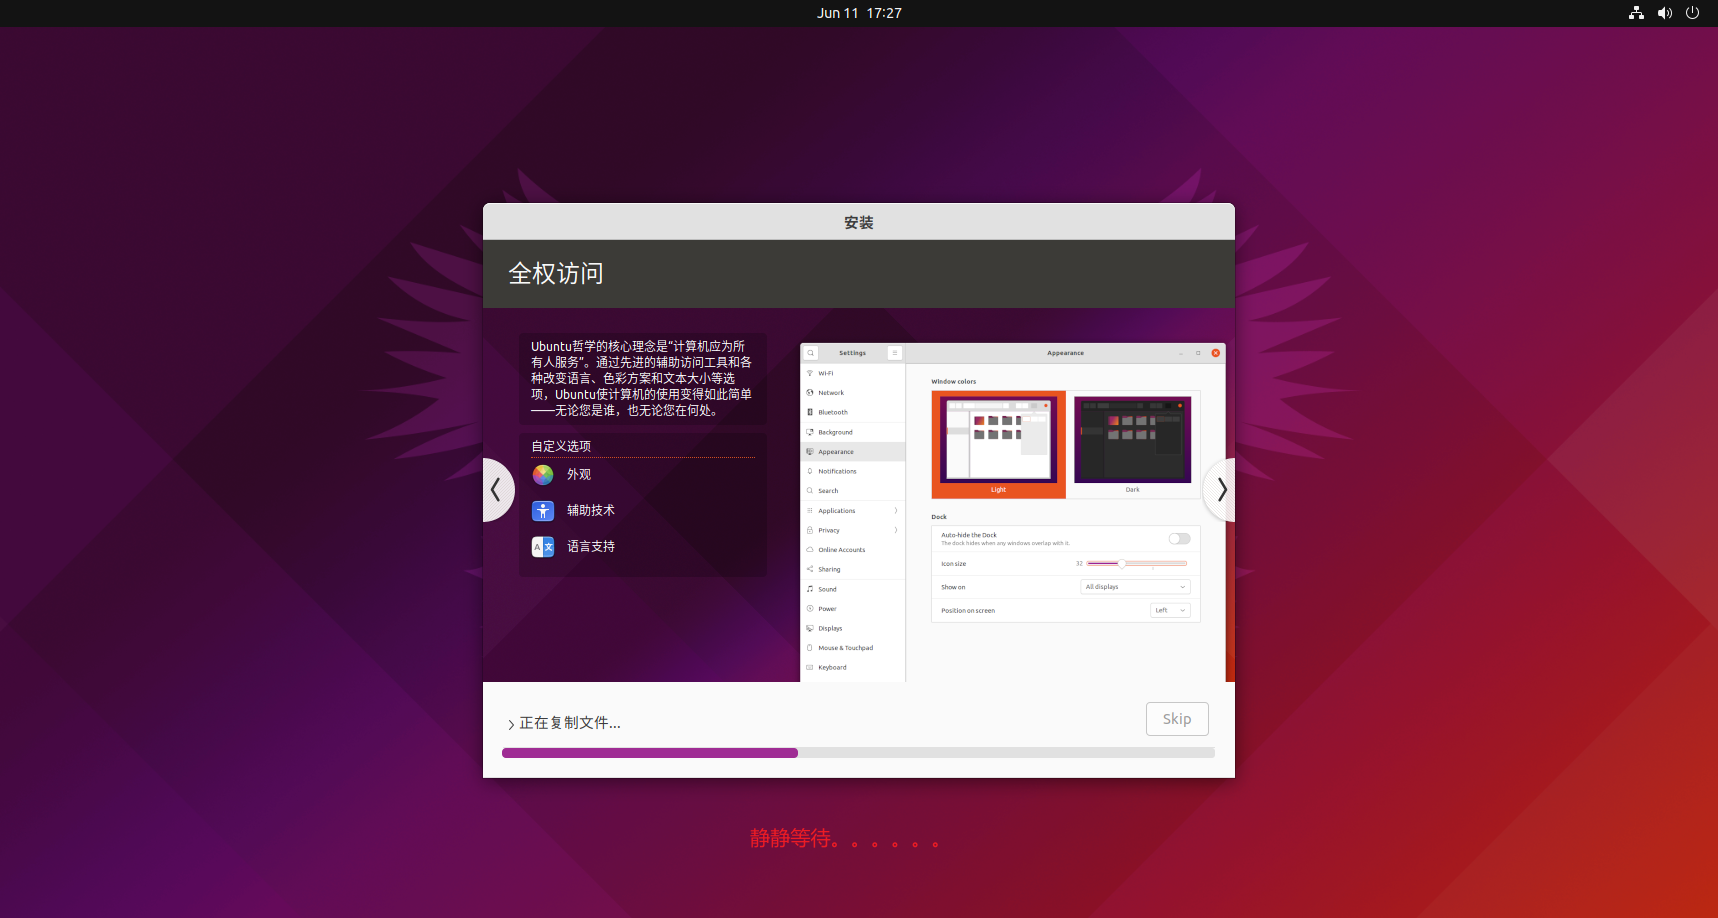 Jun 11 17:27
安装
全权访问
Ubuntu哲学的核心理念是“计算机应为所
有人服务”。通过先进的辅助访问工具和各
种改变语言、色彩方案和文本大小等选
项，Ubuntu使计算机的使用变得如此简单
——无论您是谁，也无论您在何处。
自定义选项
外观
辅助技术
语言支持
Settings
Appearance
Wi-Fi
Network
Bluetooth
Background
Appearance
Notifications
Search
Applications
Privacy
Online Accounts
Sharing
Sound
Power
Displays
Mouse & Touchpad
Keyboard
Window colors
Light
Dark
Dock
Auto-hide the Dock
The dock hides when any windows overlap with it.
Icon size
32
Show on
All displays
Position on screen
Left
正在复制文件...
Skip
静静等待。。。。。。